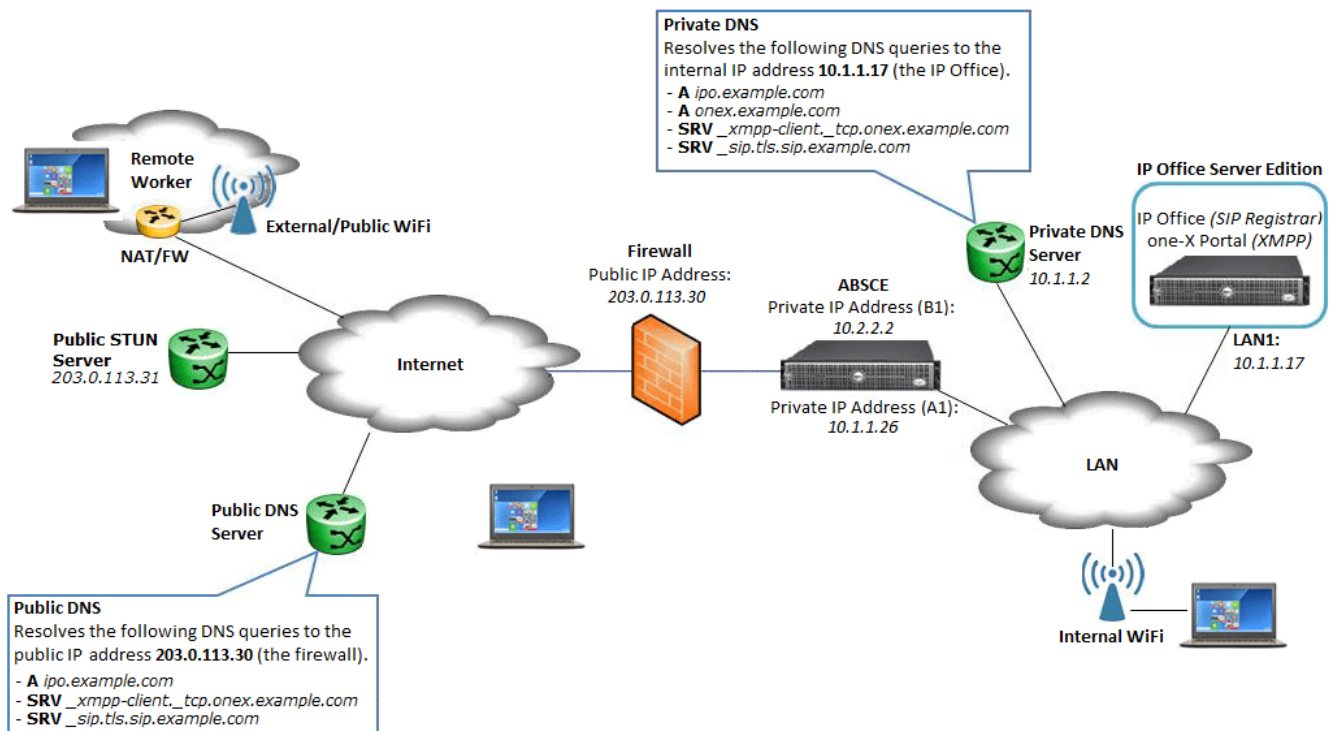 Private DNS
Resolves the following DNS queries to the
internal IP address 10.1.1.17 (the IP Office).
- A ipo.example.com
- A onex.example.com
- SRV _xmpp-client._tcp.onex.example.com
- SRV _sip.tls.sip.example.com
Remote
Worker
External/Public WiFi
NAT/FW
IP Office Server Edition
IP Office (SIP Registrar)
one-X Portal (XMPP)
LAN1:
10.1.1.17
Private DNS
Server
10.1.1.2
Firewall
Public IP Address:
203.0.113.30
ABSCE
Private IP Address (B1):
10.2.2.2
Private IP Address (A1):
10.1.1.26
Public STUN
Server
203.0.113.31
Internet
LAN
Public DNS
Server
Internal WiFi
Public DNS
Resolves the following DNS queries to the
public IP address 203.0.113.30 (the firewall).
- A ipo.example.com
- SRV _xmpp-client._tcp.onex.example.com
- SRV _sip.tls.sip.example.com